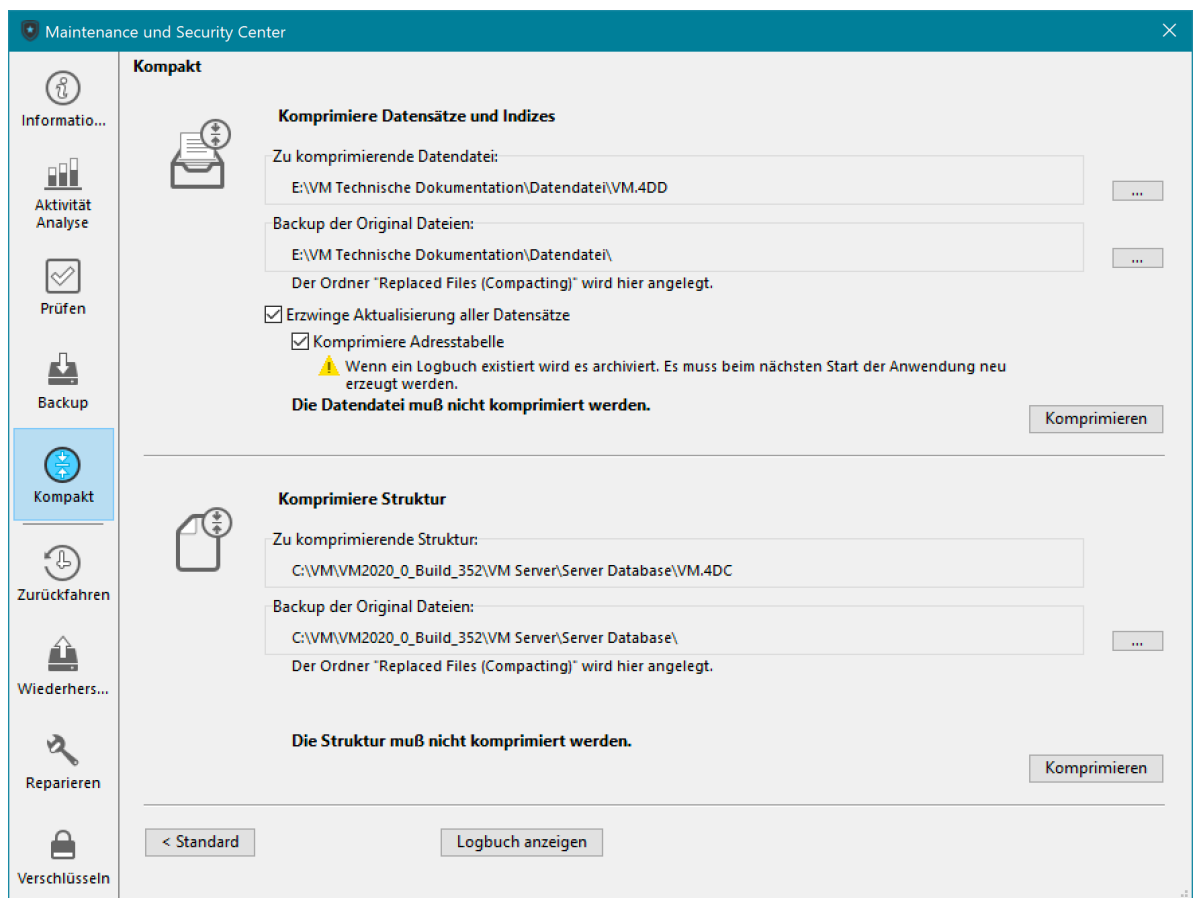 Maintenance und Security Center
Informatio...
Aktivität
Analyse
Prüfen
Backup
Kompakt
Zurückfahren
Wiederhers...
Reparieren
Verschlüsseln
Kompakt
Komprimiere Datensätze und Indizes
Zu komprimierende Datendatei:
E:\VM Technische Dokumentation\Datendatei\VM.4DD
...
Backup der Original Dateien:
E:\VM Technische Dokumentation\Datendatei\
...
Der Ordner "Replaced Files (Compacting)" wird hier angelegt.
Erzwinge Aktualisierung aller Datensätze
Komprimiere Adresstabelle
Wenn ein Logbuch existiert wird es archiviert. Es muss beim nächsten Start der Anwendung neu
erzeugt werden.
Die Datendatei muß nicht komprimiert werden.
Komprimieren
Komprimiere Struktur
Zu komprimierende Struktur:
C:\VM\VM2020_0_Build_352\VM Server\Server Database\VM.4DC
Backup der Original Dateien:
C:\VM\VM2020_0_Build_352\VM Server\Server Database\
...
Der Ordner "Replaced Files (Compacting)" wird hier angelegt.
Die Struktur muß nicht komprimiert werden.
Komprimieren
< Standard
Logbuch anzeigen